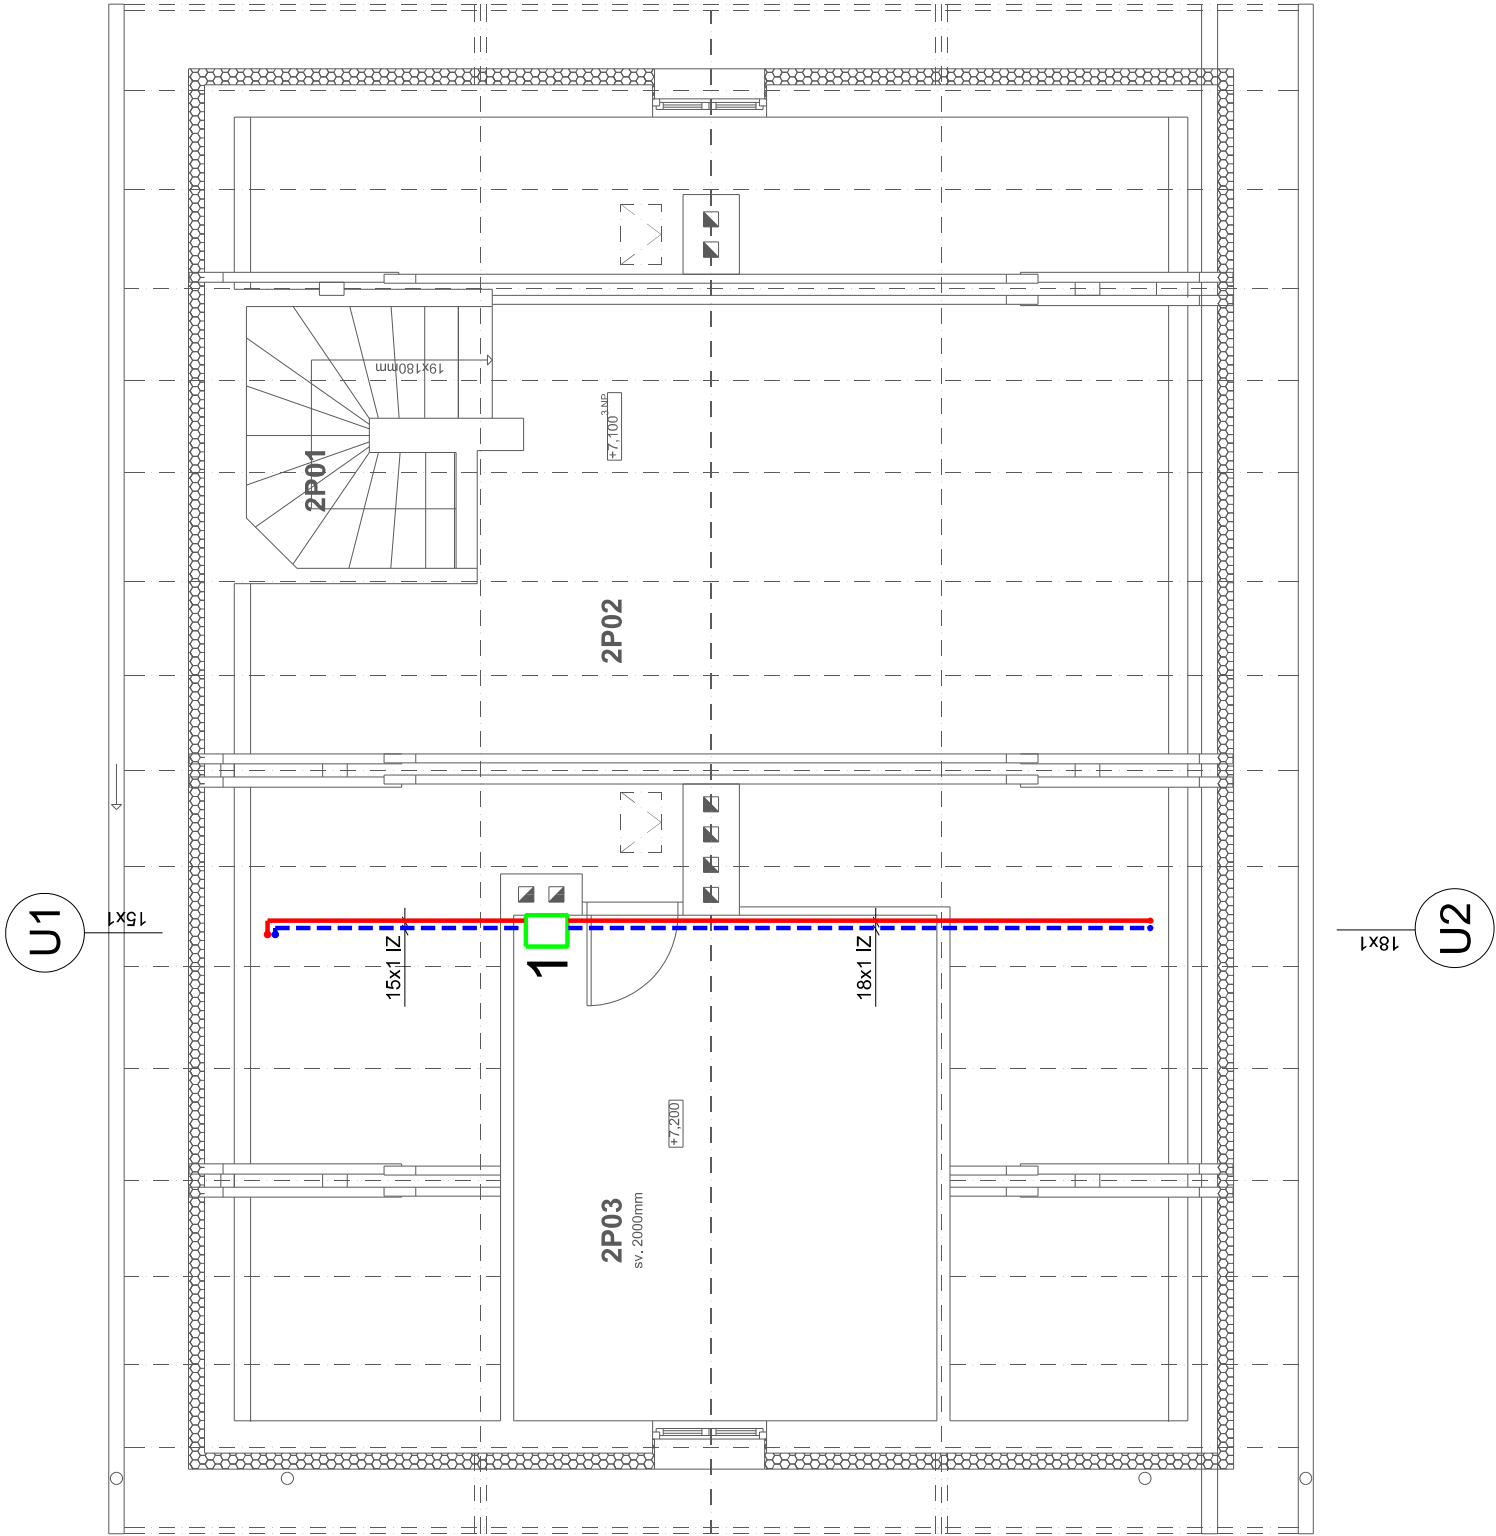 19x180mm
2P01
+7,100
3.NP
2P02
U1
15x1
15x1 IZ
1
18x1 IZ
18x1
U2
+7,200
2P03
sv. 2000mm